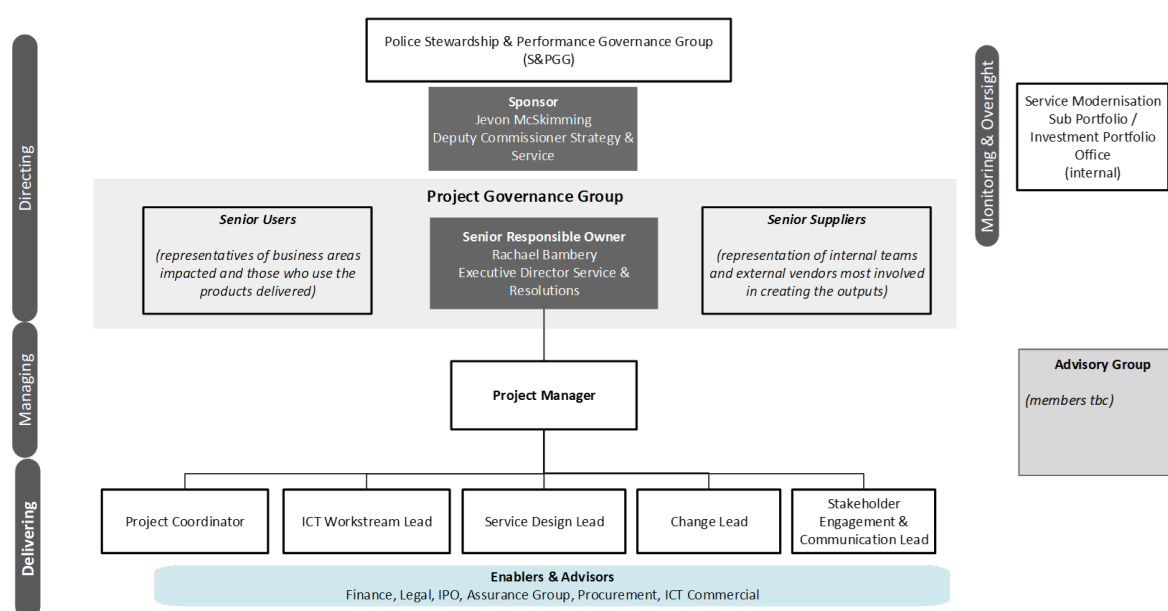 Police Stewardship & Performance Governance Group
(S&PGG)
Sponsor
Jevon McSkimming
Deputy Commissioner Strategy &
Service
Directing
Monitoring & Oversight
Service Modernisation
Sub Portfolio /
Investment Portfolio
Office
(internal)
Project Governance Group
Senior Users
(representatives of business areas
impacted and those who use the
products delivered)
Senior Responsible Owner
Rachael Bambery
Executive Director Service &
Resolutions
Senior Suppliers
(representation of internal teams
and external vendors most involved
in creating the outputs)
Managing
Project Manager
Advisory Group
(members tbc)
Delivering
Project Coordinator
ICT Workstream Lead
Service Design Lead
Change Lead
Stakeholder
Engagement &
Communication Lead
Enablers & Advisors
Finance, Legal, IPO, Assurance Group, Procurement, ICT Commercial